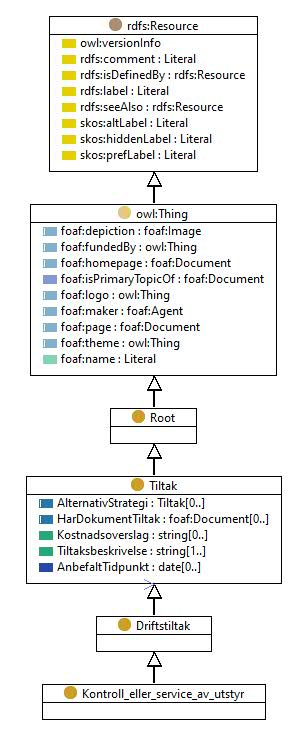 rdfs:Resource
owl:versionInfo
rdfs:comment : Literal
rdfs:isDefinedBy : rdfs:Resource
rdfs:label : Literal
rdfs:seeAlso : rdfs:Resource
skos:altLabel : Literal
skos:hiddenLabel : Literal
skos:prefLabel : Literal
owl:Thing
foaf:depiction : foaf:Image
foaf:fundedBy : owl:Thing
foaf:homepage : foaf:Document
foaf:isPrimaryTopicOf : foaf:Document
foaf:logo : owl:Thing
foaf:maker : foaf:Agent
foaf:page : foaf:Document
foaf:theme : owl:Thing
foaf:name : Literal
Root
Tiltak
AlternativStrategi : Tiltak[0..]
HarDokumentTiltak : foaf:Document[0..]
Kostnadsoverslag : string[0..]
Tiltaksbeskrivelse : string[1..]
AnbefaltTidpunkt : date[0..]
Driftstiltak
Kontroll_eller_service_av_utstyr